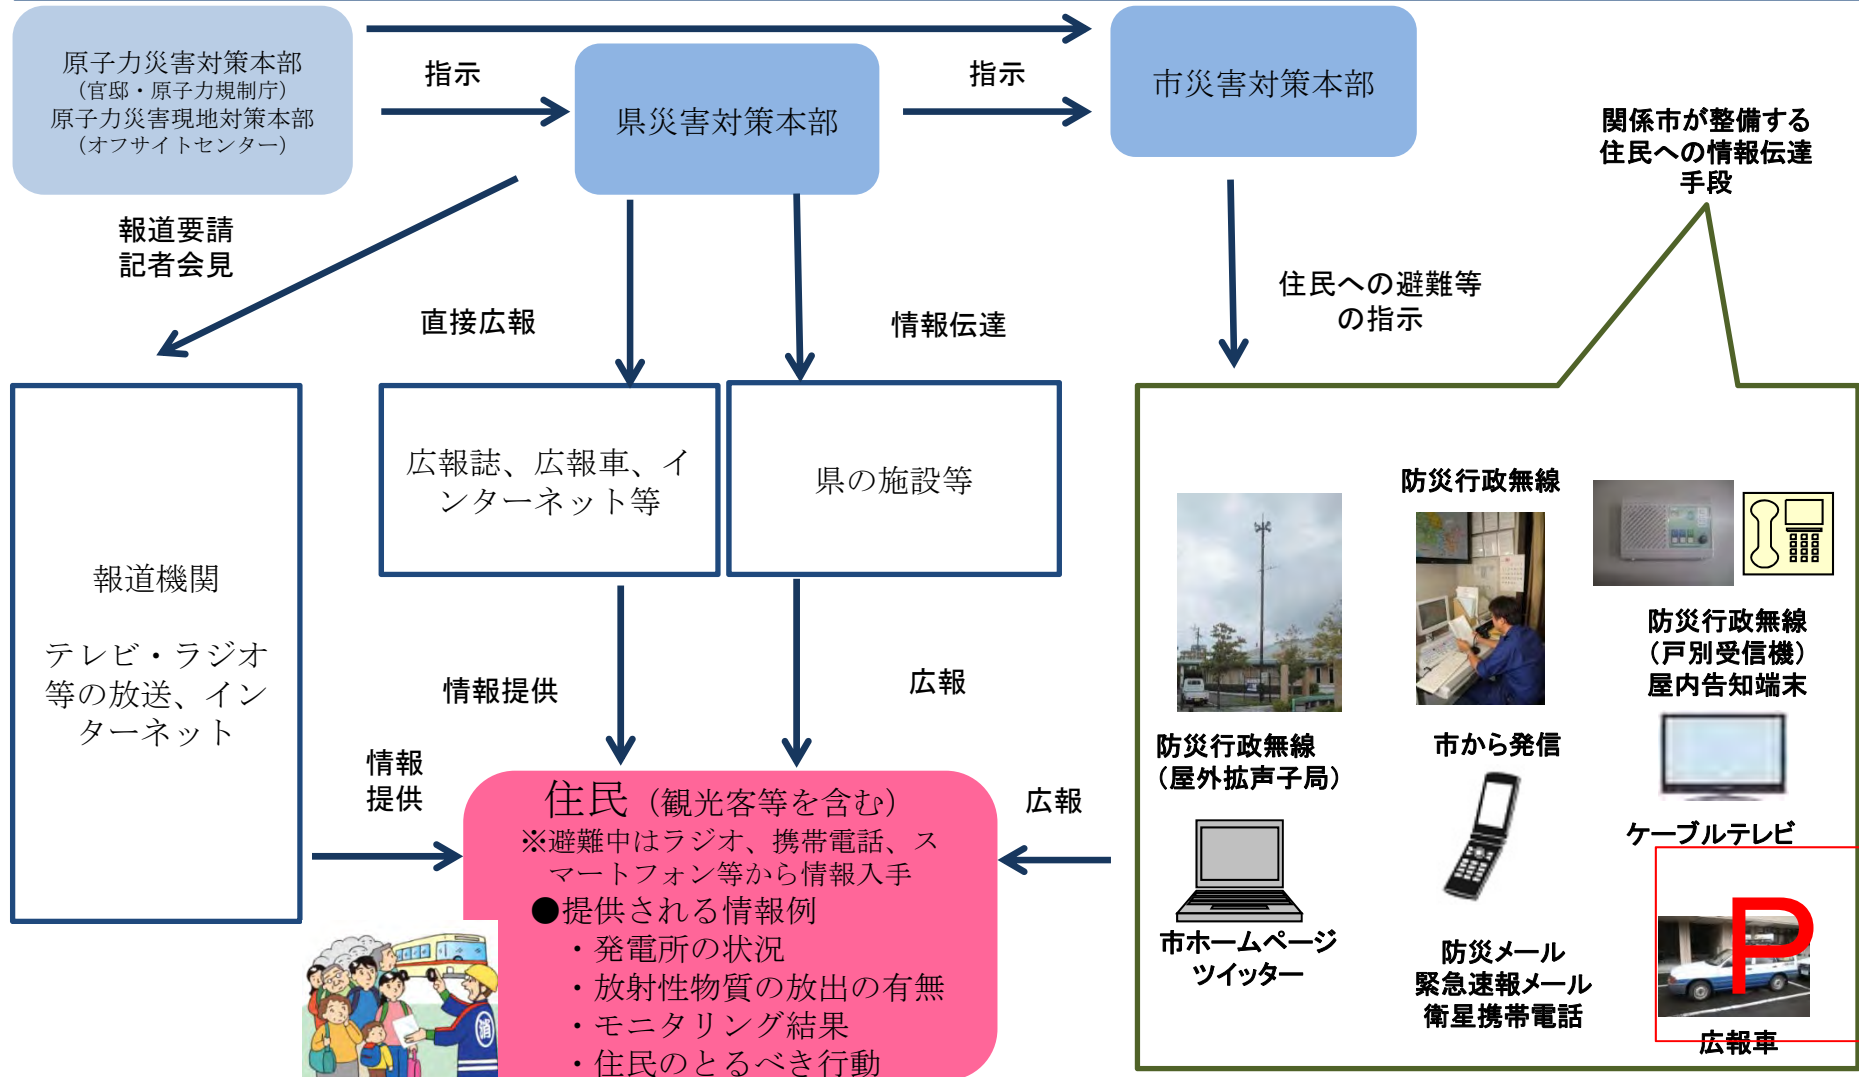 原子力災害対策本部
（官邸・原子力規制庁）
原子力災害現地対策本部
（オフサイトセンター）
指示
県災害対策本部
指示
市災害対策本部
関係市が整備する
住民への情報伝達
手段
報道要請
記者会見
直接広報
情報伝達
住民への避難等
の指示
報道機関
テレビ・ラジオ
等の放送、イン
ターネット
広報誌、広報車、イ
ンターネット等
県の施設等
情報提供
広報
情報
提供
広報
住民（観光客等を含む）
※避難中はラジオ、携帯電話、ス
マートフォン等から情報入手
●提供される情報例
・発電所の状況
・放射性物質の放出の有無
・モニタリング結果
・住民のとるべき行動
消
防災行政無線
防災行政無線
（屋外拡声子局）
市から発信
防災行政無線
（戸別受信機）
屋内告知端末
ケーブルテレビ
市ホームページ
ツイッター
防災メール
緊急速報メール
衛星携帯電話
P
広報車